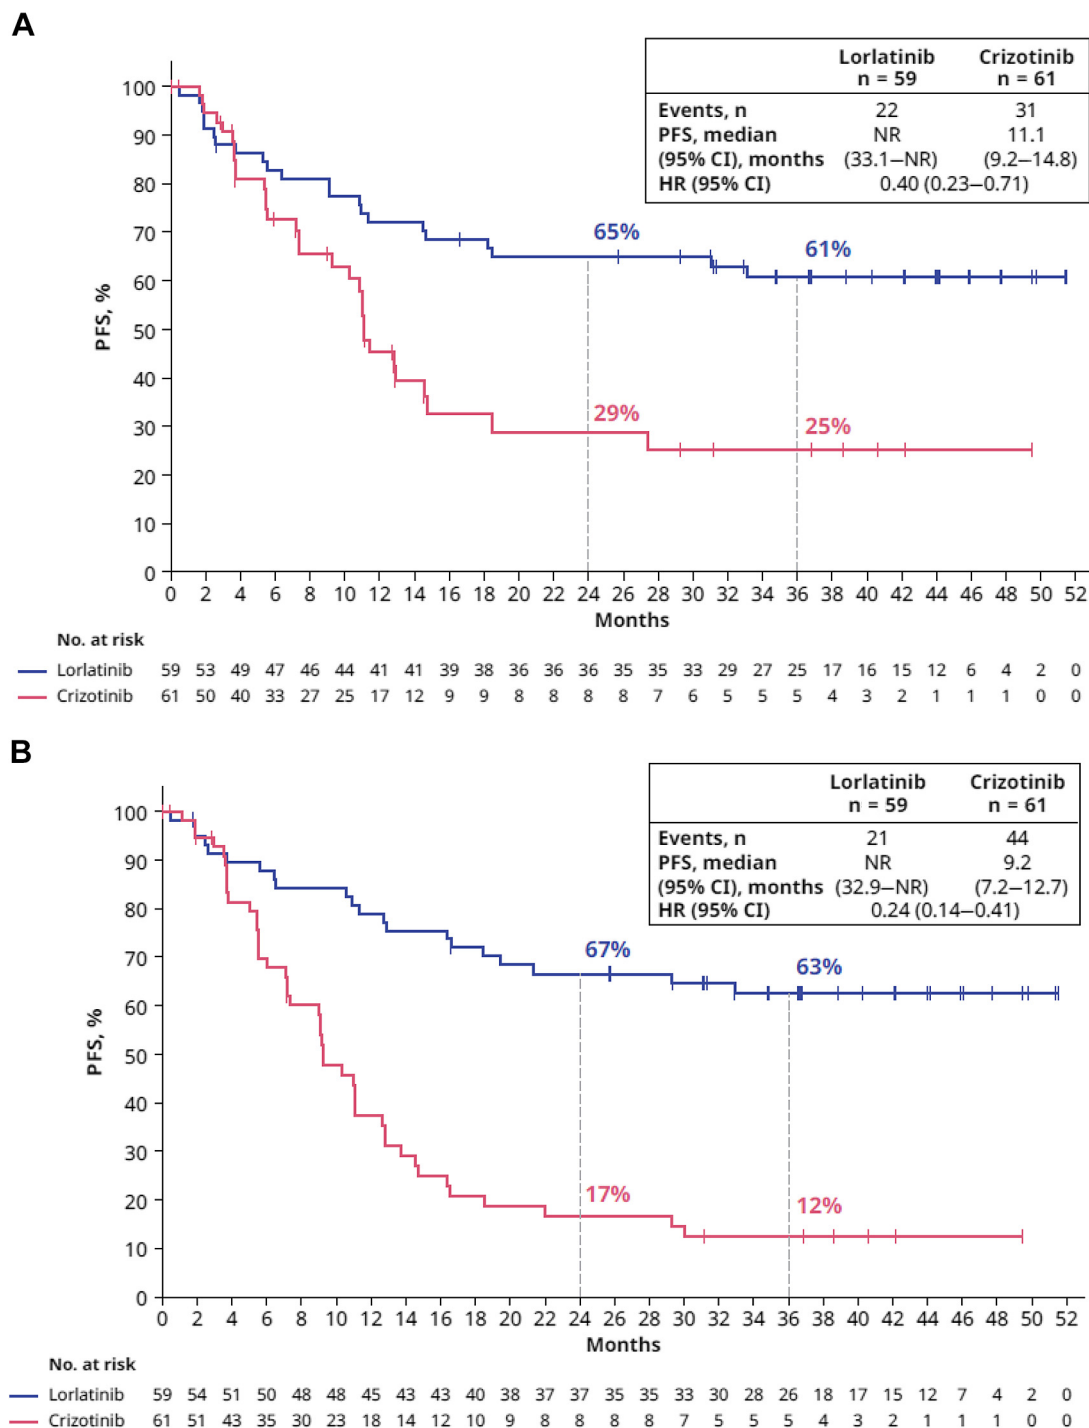 A
Lorlatinib Crizotinib
n = 59 n = 61
Events, n 22 31
PFS, median NR 11.1
(95% CI), months (33.1–NR) (9.2–14.8)
HR (95% CI) 0.40 (0.23–0.71)
100
90
80
70
60
50
40
30
20
10
0
PFS, %
65%
61%
29%
25%
0 2 4 6 8 10 12 14 16 18 20 22 24 26 28 30 32 34 36 38 40 42 44 46 48 50 52
Months
No. at risk
Lorlatinib 59 53 49 47 46 44 41 41 39 38 36 36 36 35 35 33 29 27 25 17 16 15 12 6 4 2 0
Crizotinib 61 50 40 33 27 25 17 12 9 9 8 8 8 8 7 6 5 5 5 4 3 2 1 1 1 0 0
B
Lorlatinib Crizotinib
n = 59 n = 61
Events, n 21 44
PFS, median NR 9.2
(95% CI), months (32.9–NR) (7.2–12.7)
HR (95% CI) 0.24 (0.14–0.41)
100
90
80
70
60
50
40
30
20
10
0
PFS, %
67%
63%
17%
12%
0 2 4 6 8 10 12 14 16 18 20 22 24 26 28 30 32 34 36 38 40 42 44 46 48 50 52
Months
No. at risk
Lorlatinib 59 54 51 50 48 48 45 43 43 40 38 37 37 35 35 33 30 28 26 18 17 15 12 7 4 2 0
Crizotinib 61 51 43 35 30 23 18 14 12 10 9 8 8 8 8 7 5 5 5 4 3 2 1 1 1 0 0